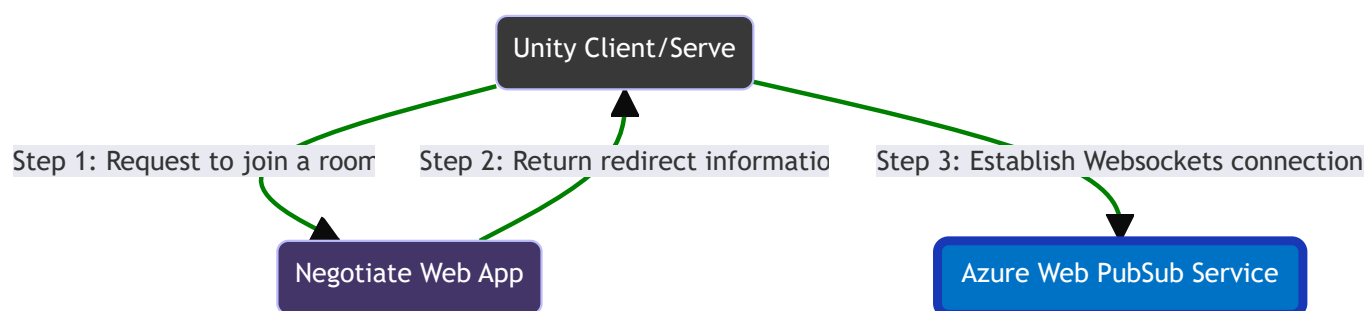 Unity Client/Serve
Step 1: Request to join a room
Step 2: Return redirect informatio
Step 3: Establish Websockets connection
Negotiate Web App
Azure Web PubSub Service